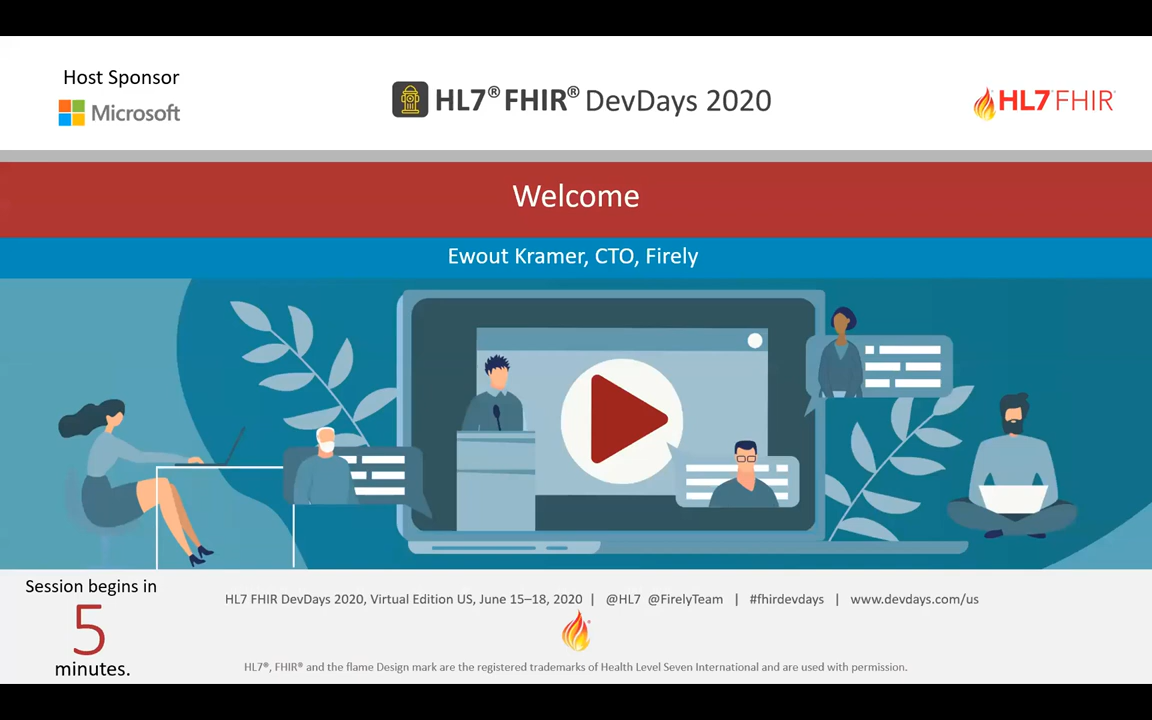 Host Sponsor
Microsoft
HL7® FHIR® DevDays 2020
HL7® FHIR®
Welcome
Ewout Kramer, CTO, Firely
Session begins in
5
minutes.
HL7 FHIR DevDays 2020, Virtual Edition US, June 15–18, 2020 | @HL7 @FirelyTeam | #fhirdevdays | www.devdays.com/us
HL7®, FHIR® and the flame Design mark are the registered trademarks of Health Level Seven International and are used with permission.